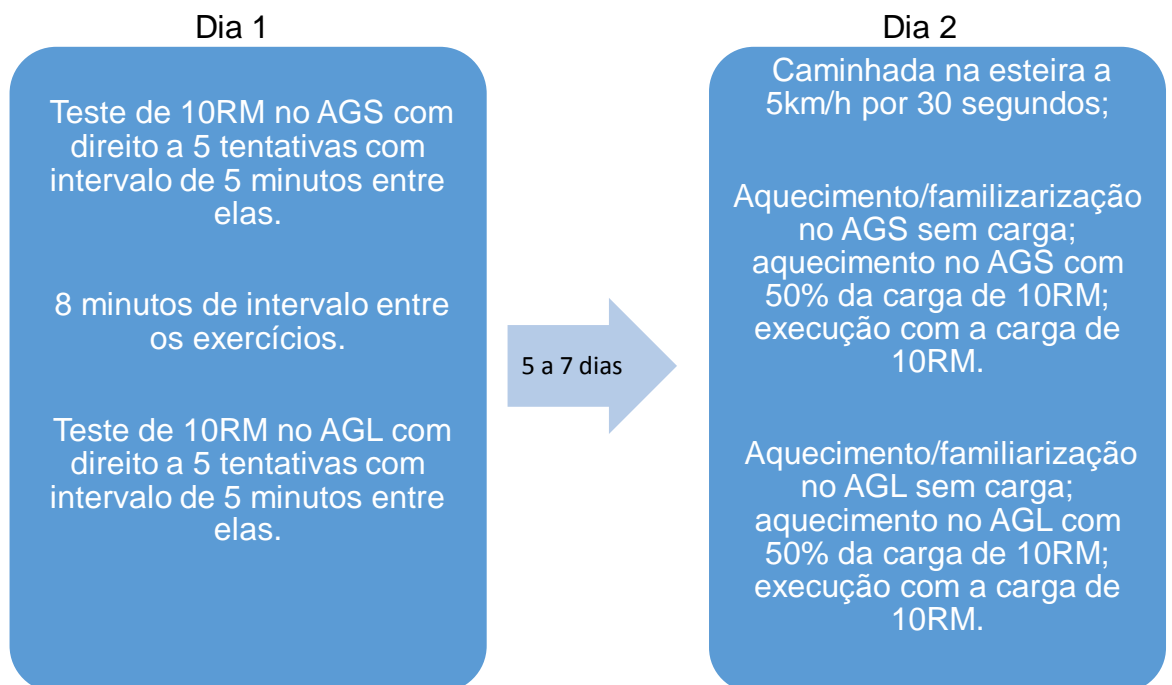 Dia 1
Teste de 10RM no AGS com
direito a 5 tentativas com
intervalo de 5 minutos entre
elas.
8 minutos de intervalo entre
os exercícios.
Teste de 10RM no AGL com
direito a 5 tentativas com
intervalo de 5 minutos entre
elas.
5 a 7 dias
Dia 2
Caminhada na esteira a
5km/h por 30 segundos;
Aquecimento/familizarização
no AGS sem carga;
aquecimento no AGS com
50% da carga de 10RM;
execução com a carga de
10RM.
Aquecimento/familiarização
no AGL sem carga;
aquecimento no AGL com
50% da carga de 10RM;
execução com a carga de
10RM.